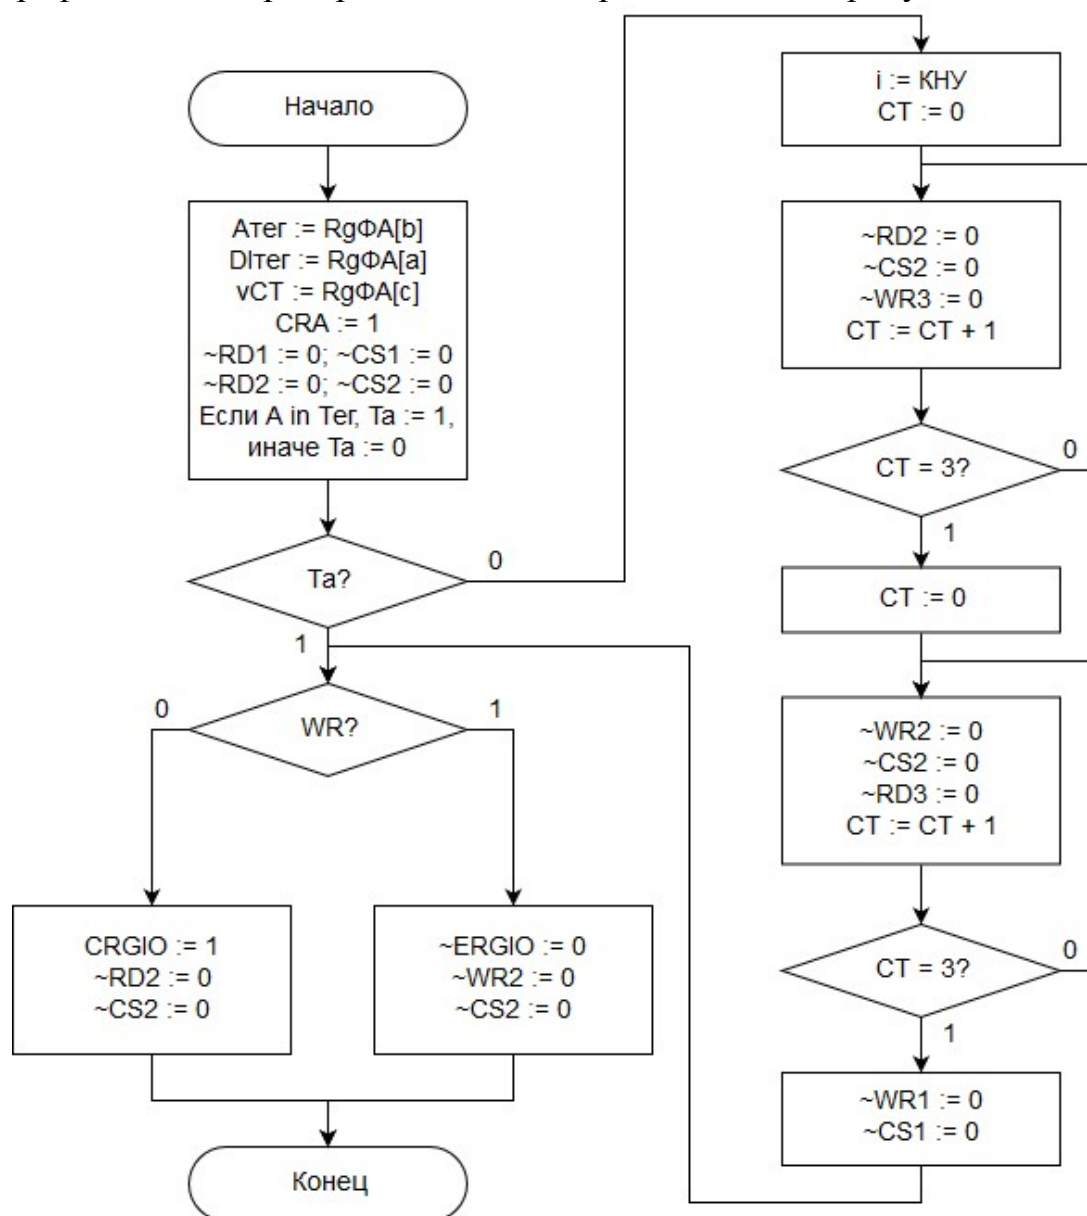 Начало
Атег := RgФА[b]
DIтег := RgФА[a]
vCT := RgФА[c]
CRA := 1
~RD1 := 0; ~CS1 := 0
~RD2 := 0; ~CS2 := 0
Если A in Тег, Ta := 1,
иначе Ta := 0
Ta?
0
1
WR?
0
1
CRGIO := 1
~RD2 := 0
~CS2 := 0
~ERGIO := 0
~WR2 := 0
~CS2 := 0
Конец
i := КНУ
CT := 0
~RD2 := 0
~CS2 := 0
~WR3 := 0
CT := CT + 1
CT = 3?
0
1
CT := 0
~WR2 := 0
~CS2 := 0
~RD3 := 0
CT := CT + 1
CT = 3?
0
1
~WR1 := 0
~CS1 := 0